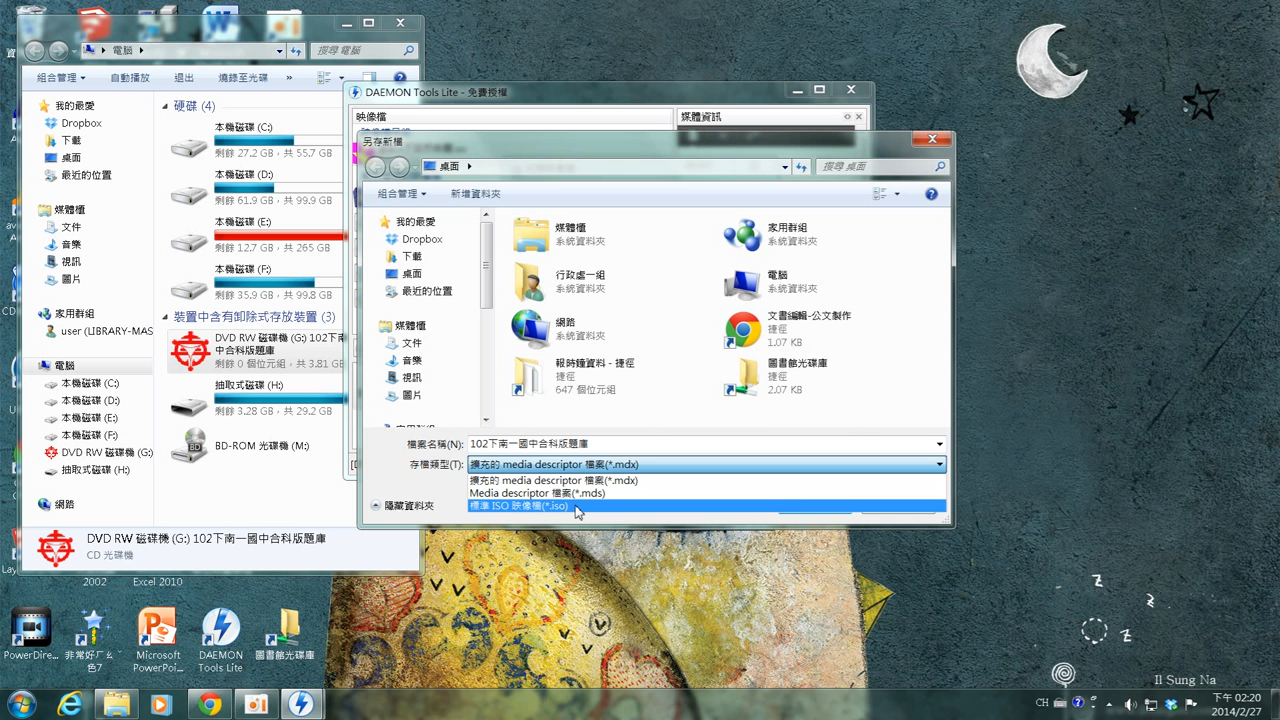 電腦
搜尋 電腦
組合管理
自動播放
退出
燒錄至光碟
»
我的最愛
Dropbox
下載
桌面
最近的位置
媒體櫃
文件
音樂
視訊
圖片
家用群組
user (LIBRARY-MAS
電腦
本機磁碟 (C:)
本機磁碟 (D:)
本機磁碟 (E:)
本機磁碟 (F:)
DVD RW 磁碟機 (G:)
抽取式磁碟 (H:)
網路
硬碟 (4)
本機磁碟 (C:)
剩餘 27.2 GB，共 55.7
本機磁碟 (D:)
剩餘 61.9 GB，共 99.9
本機磁碟 (E:)
剩餘 12.7 GB，共 265 GB
本機磁碟 (F:)
剩餘 35.9 GB，共 99.8
裝置中含有卸除式存放裝置 (3)
DVD RW 磁碟機 (G:) 102下南
一國中合科版題庫
剩餘 0 個位元組，共 3.81 G
抽取式磁碟 (H:)
剩餘 3.28 GB，共 29.2
BD-ROM 光碟機 (M:)
DVD RW 磁碟機 (G:) 102下南一國中合科版題庫
CD 光碟機
DAEMON Tools Lite - 免費授權
映像檔
媒體資訊
另存新檔
桌面
搜尋 桌面
組合管理
新增資料夾
我的最愛
Dropbox
下載
桌面
最近的位置
媒體櫃
文件
音樂
視訊
圖片
媒體櫃
系統資料夾
家用群組
系統資料夾
行政處一組
系統資料夾
電腦
系統資料夾
網路
系統資料夾
文書編輯-公文製作
捷徑
1.07 KB
報時鐘資料 - 捷徑
捷徑
647 個位元組
圖書館光碟庫
捷徑
2.07 KB
檔案名稱(N):
102下南一國中合科版題庫
存檔類型(T):
擴充的 media descriptor 檔案(*.mdx)
擴充的 media descriptor 檔案(*.mdx)
Media descriptor 檔案(*.mds)
標準 ISO 映像檔(*.iso)
隱藏資料夾
2002
Excel 2010
PowerDire...
色7
Microsoft
PowerPoi...
DAEMON
Tools Lite
圖書館光碟庫
Z
Z
Z
Il Sung Na
CH
下午 02:20
2014/2/27